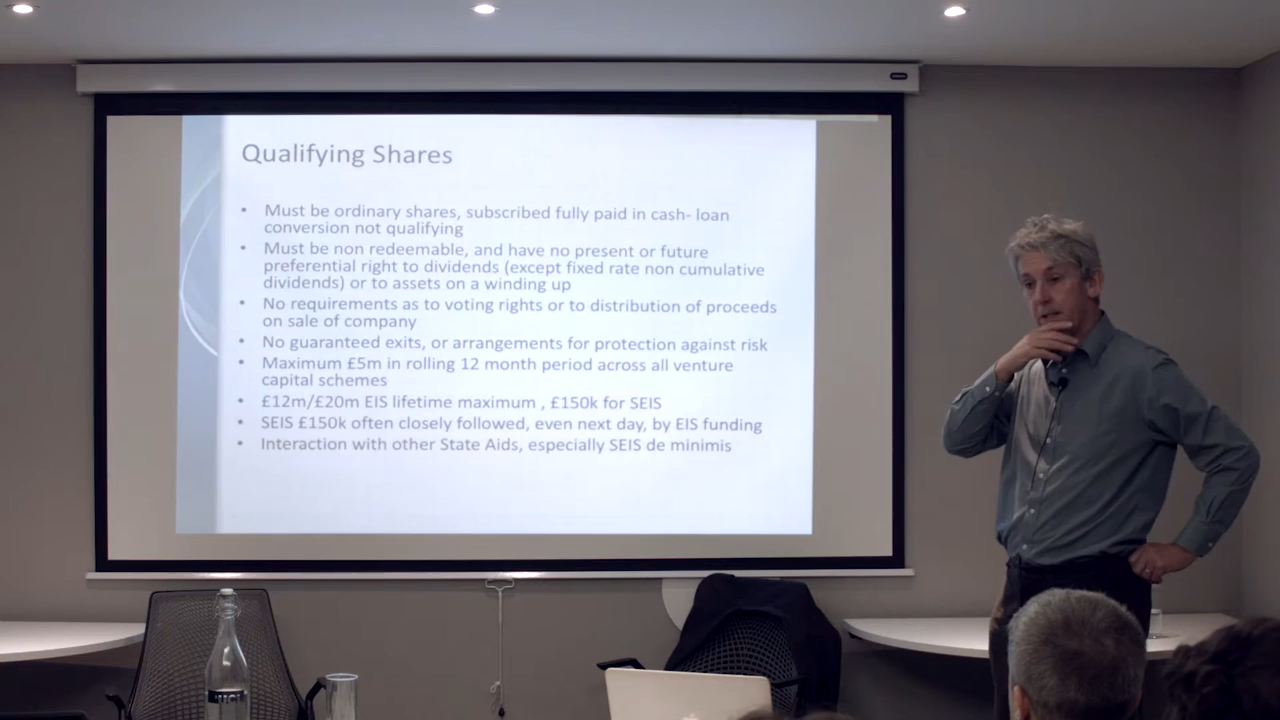 Qualifying Shares
• Must be ordinary shares, subscribed fully paid in cash- loan
conversion not qualifying
• Must be non redeemable, and have no present or future
preferential right to dividends (except fixed rate non cumulative
dividends) or to assets on a winding up
• No requirements as to voting rights or to distribution of proceeds
on sale of company
• No guaranteed exits, or arrangements for protection against risk
• Maximum £5m in rolling 12 month period across all venture
capital schemes
• £12m/£20m EIS lifetime maximum , £150k for SEIS
• SEIS £150k often closely followed, even next day, by EIS funding
• Interaction with other State Aids, especially SEIS de minimis